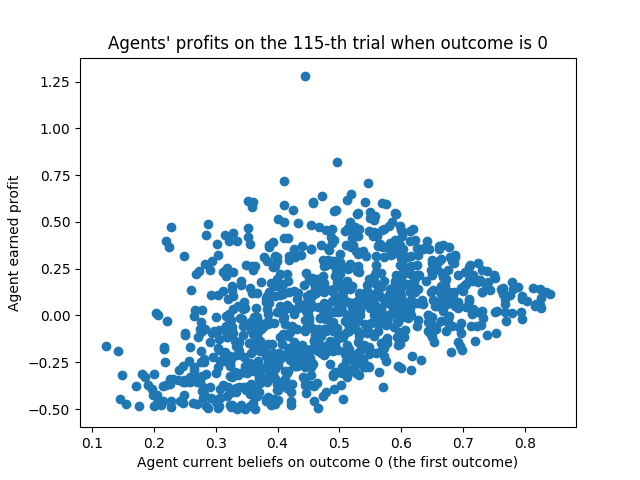 Agents' profits on the 115-th trial when outcome is 0
1.25
1.00
0.75
0.50
0.25
0.00
−0.25
−0.50
Agent earned profit
0.1 0.2 0.3 0.4 0.5 0.6 0.7 0.8
Agent current beliefs on outcome 0 (the first outcome)